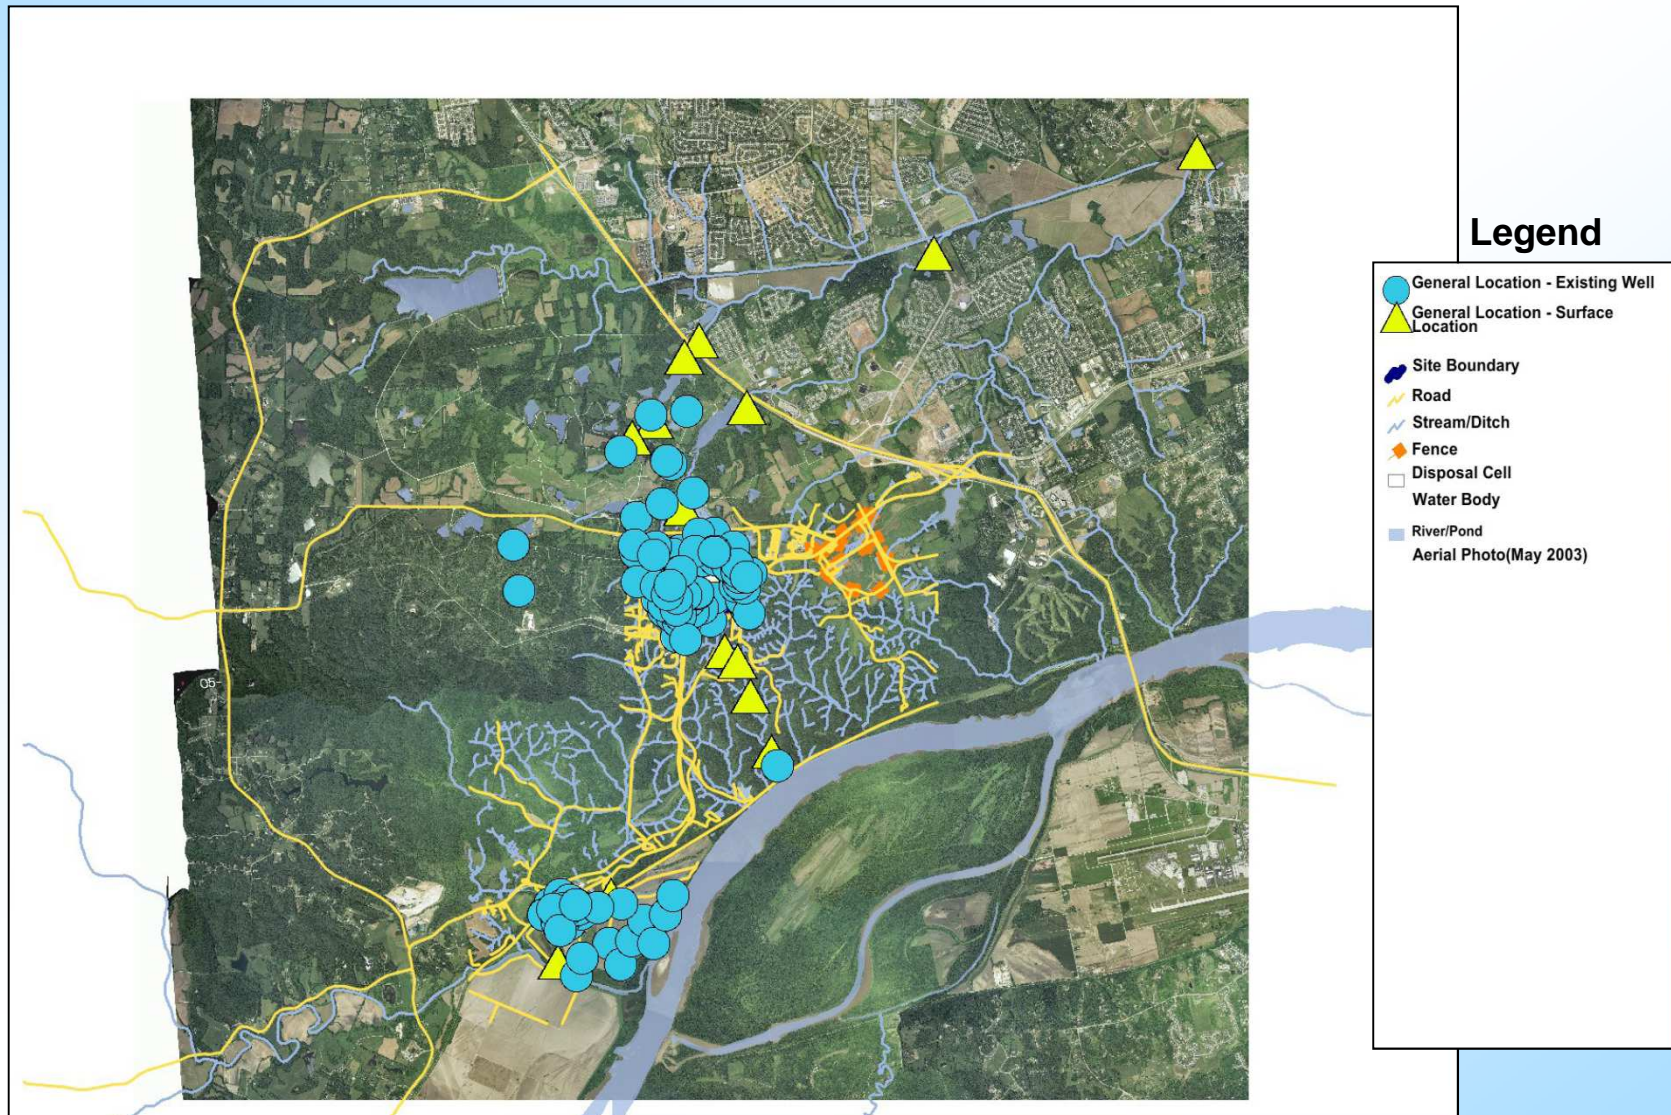 Legend
General Location - Existing Well
General Location - Surface
Location
Site Boundary
Road
Stream/Ditch
Fence
Disposal Cell
Water Body
River/Pond
Aerial Photo(May 2003)
05-